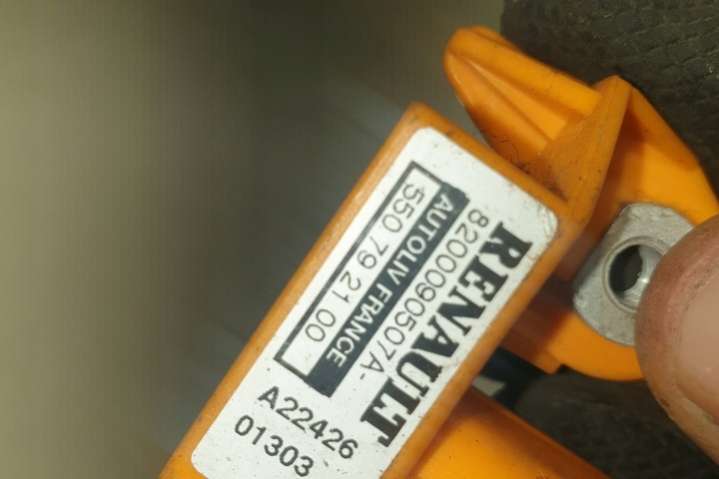 RENAULT
8200090507A-
AUTOLIV FRANCE
550 79 21 00
A22426
01303